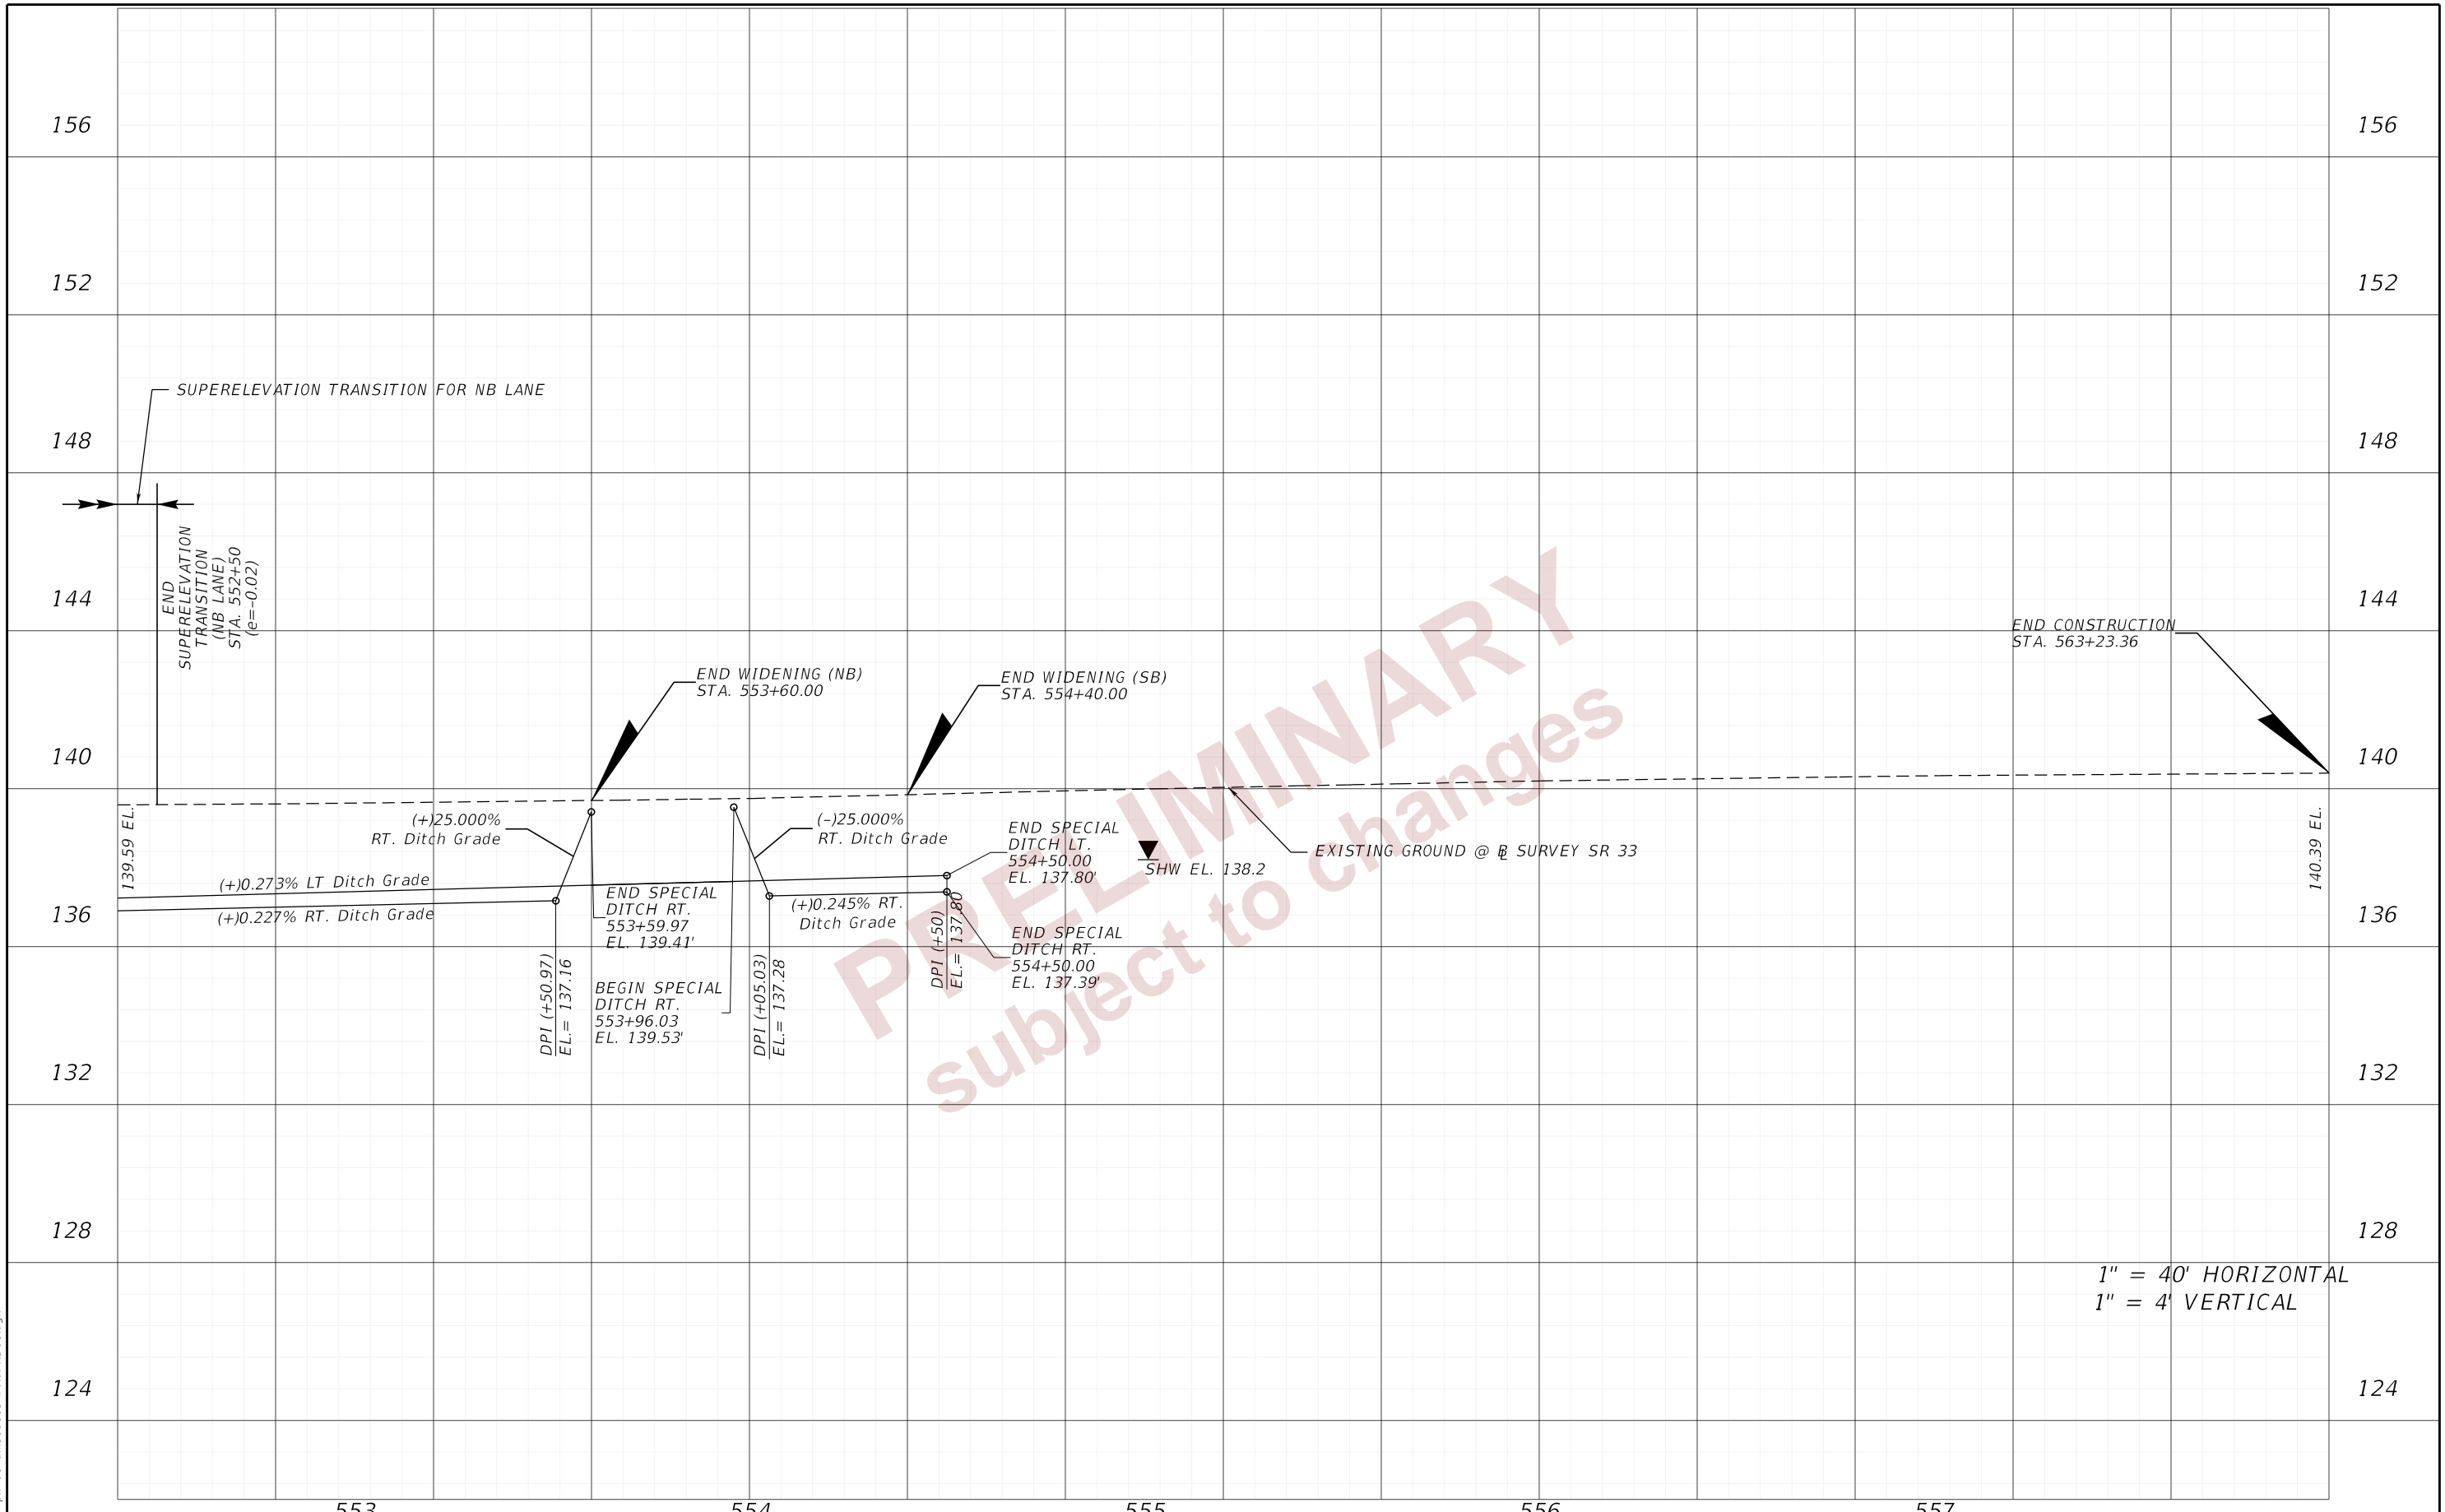 156
156
152
152
SUPERELEVATION TRANSITION FOR NB LANE
148
148
END
SUPERELEVATION
TRANSITION
(NB LANE)
STA. 552+50
(e=-0.02)
144
144
END CONSTRUCTION
STA. 563+23.36
END WIDENING (NB)
STA. 553+60.00
END WIDENING (SB)
STA. 554+40.00
140
140
139.59 EL.
140.39 EL.
(+)25.000%
RT. Ditch Grade
(-)25.000%
RT. Ditch Grade
END SPECIAL
DITCH LT.
554+50.00
EL. 137.80'
SHW EL. 138.2
EXISTING GROUND @ BL SURVEY SR 33
(+)0.273% LT Ditch Grade
(+)0.227% RT. Ditch Grade
136
136
END SPECIAL
DITCH RT.
553+59.97
EL. 139.41'
(+)0.245% RT.
Ditch Grade
DPI (+50)
EL.= 137.80
END SPECIAL
DITCH RT.
554+50.00
EL. 137.39'
DPI (+50.97)
EL.= 137.16
BEGIN SPECIAL
DITCH RT.
553+96.03
EL. 139.53'
DPI (+05.03)
EL.= 137.28
PRELIMINARY
subject to changes
132
132
128
128
1" = 40' HORIZONTAL
1" = 4' VERTICAL
124
124
553
554
555
556
557